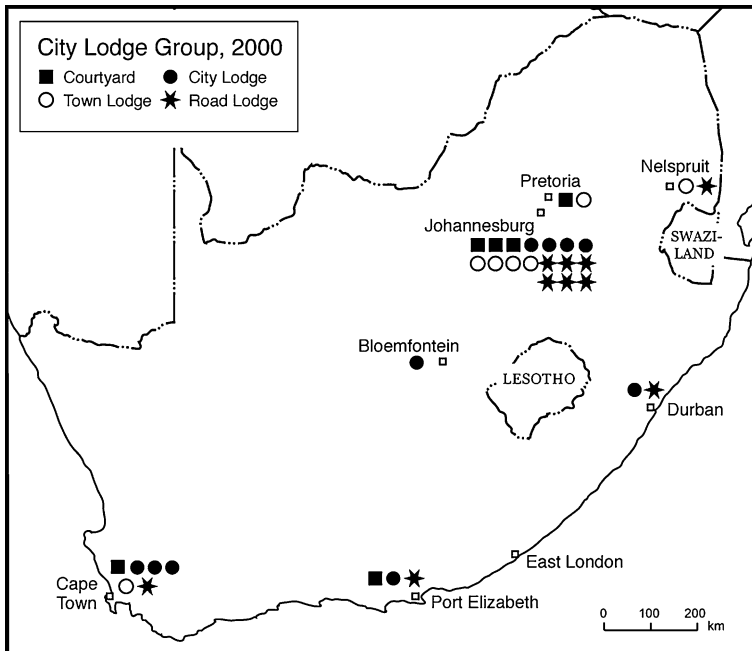 City Lodge Group, 2000
Courtyard City Lodge
Town Lodge Road Lodge
Nelspruit
Pretoria
Johannesburg
SWAZI-
LAND
Bloemfontein
LESOTHO
Durban
East London
Cape
Town
Port Elizabeth
0 100 200
km